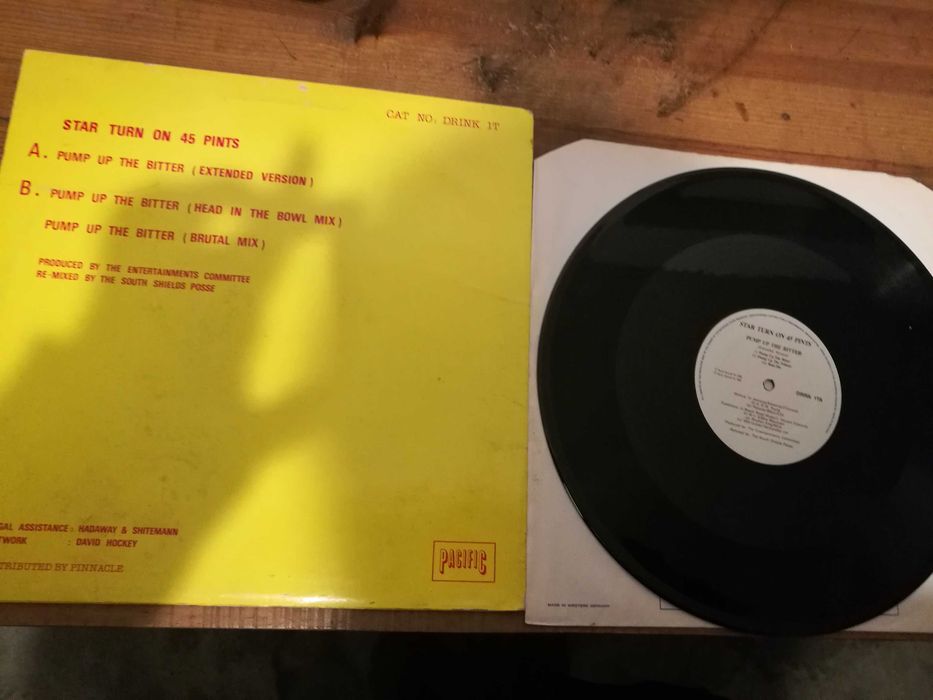 CAT NO: DRINK 1T
STAR TURN ON 45 PINTS
A. PUMP UP THE BITTER (EXTENDED VERSION)
B. PUMP UP THE BITTER (HEAD IN THE BOWL MIX)
PUMP UP THE BITTER (BRUTAL MIX)
PRODUCED BY THE ENTERTAINMENTS COMMITTEE
RE-MIXED BY THE SOUTH SHIELDS POSSE
GAL ASSISTANCE: HADAWAY & SHITEMANN
TWORK : DAVID HOCKEY
TRIBUTED BY PINNACLE
PACIFIC
STAR TURN ON 45 PINTS
PUMP UP THE BITTER
DRINK 1TA
MADE IN WESTERN GERMANY